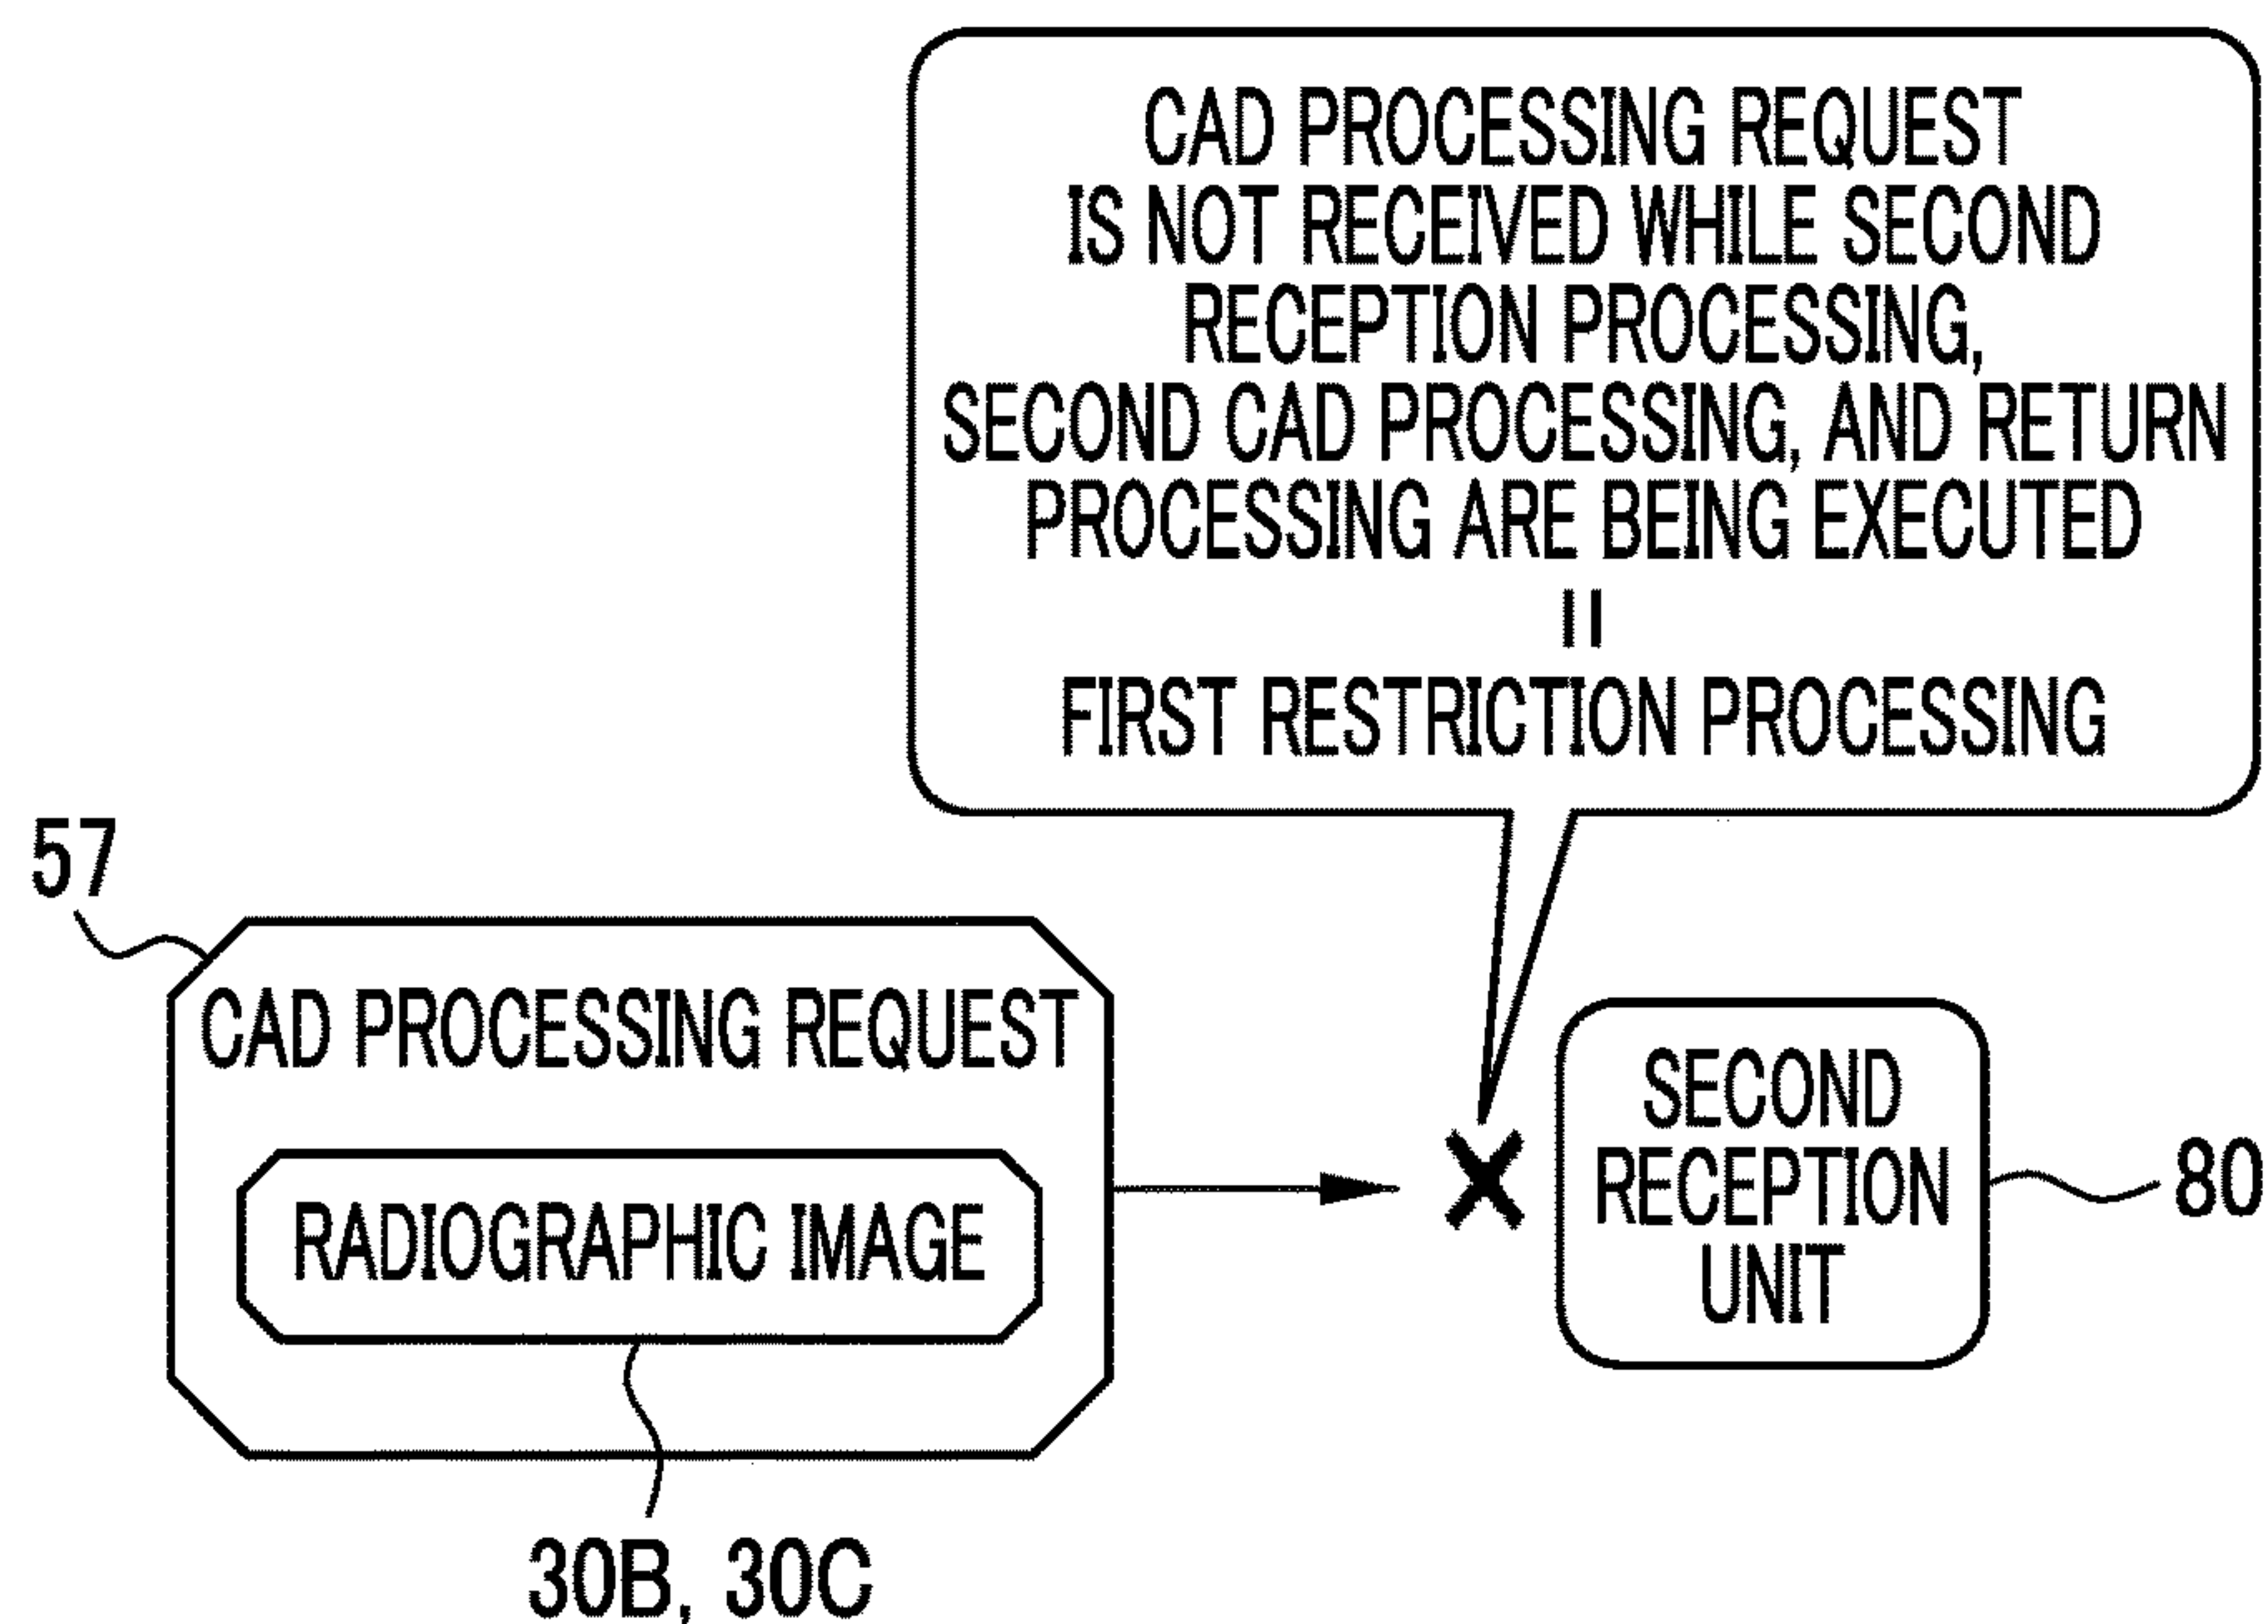 CAD PROCESSING REQUEST
IS NOT RECEIVED WHILE SECOND
RECEPTION PROCESSING,
SECOND CAD PROCESSING, AND RETURN
PROCESSING ARE BEING EXECUTED
=
FIRST RESTRICTION PROCESSING
57
CAD PROCESSING REQUEST
RADIOGRAPHIC IMAGE
30B, 30C
SECOND
RECEPTION
UNIT
80